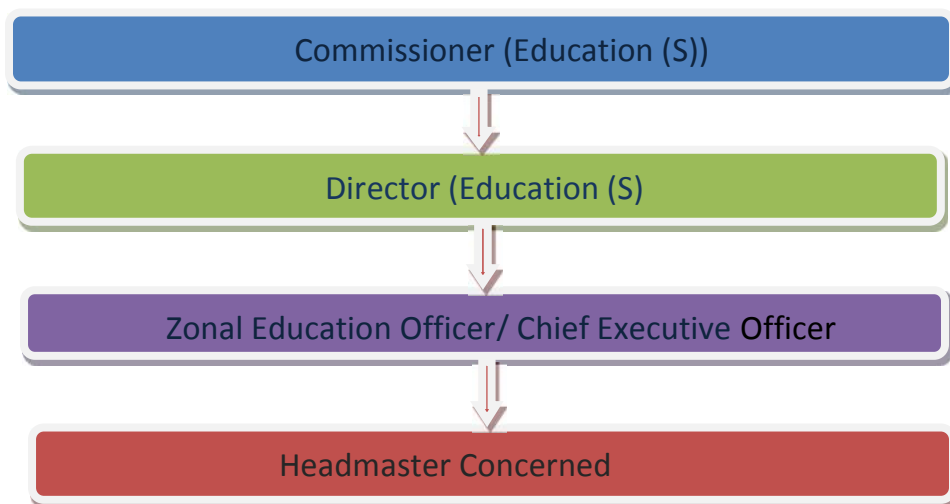 Commissioner (Education (S))
Director (Education (S)
Zonal Education Officer/ Chief Executive Officer
Headmaster Concerned